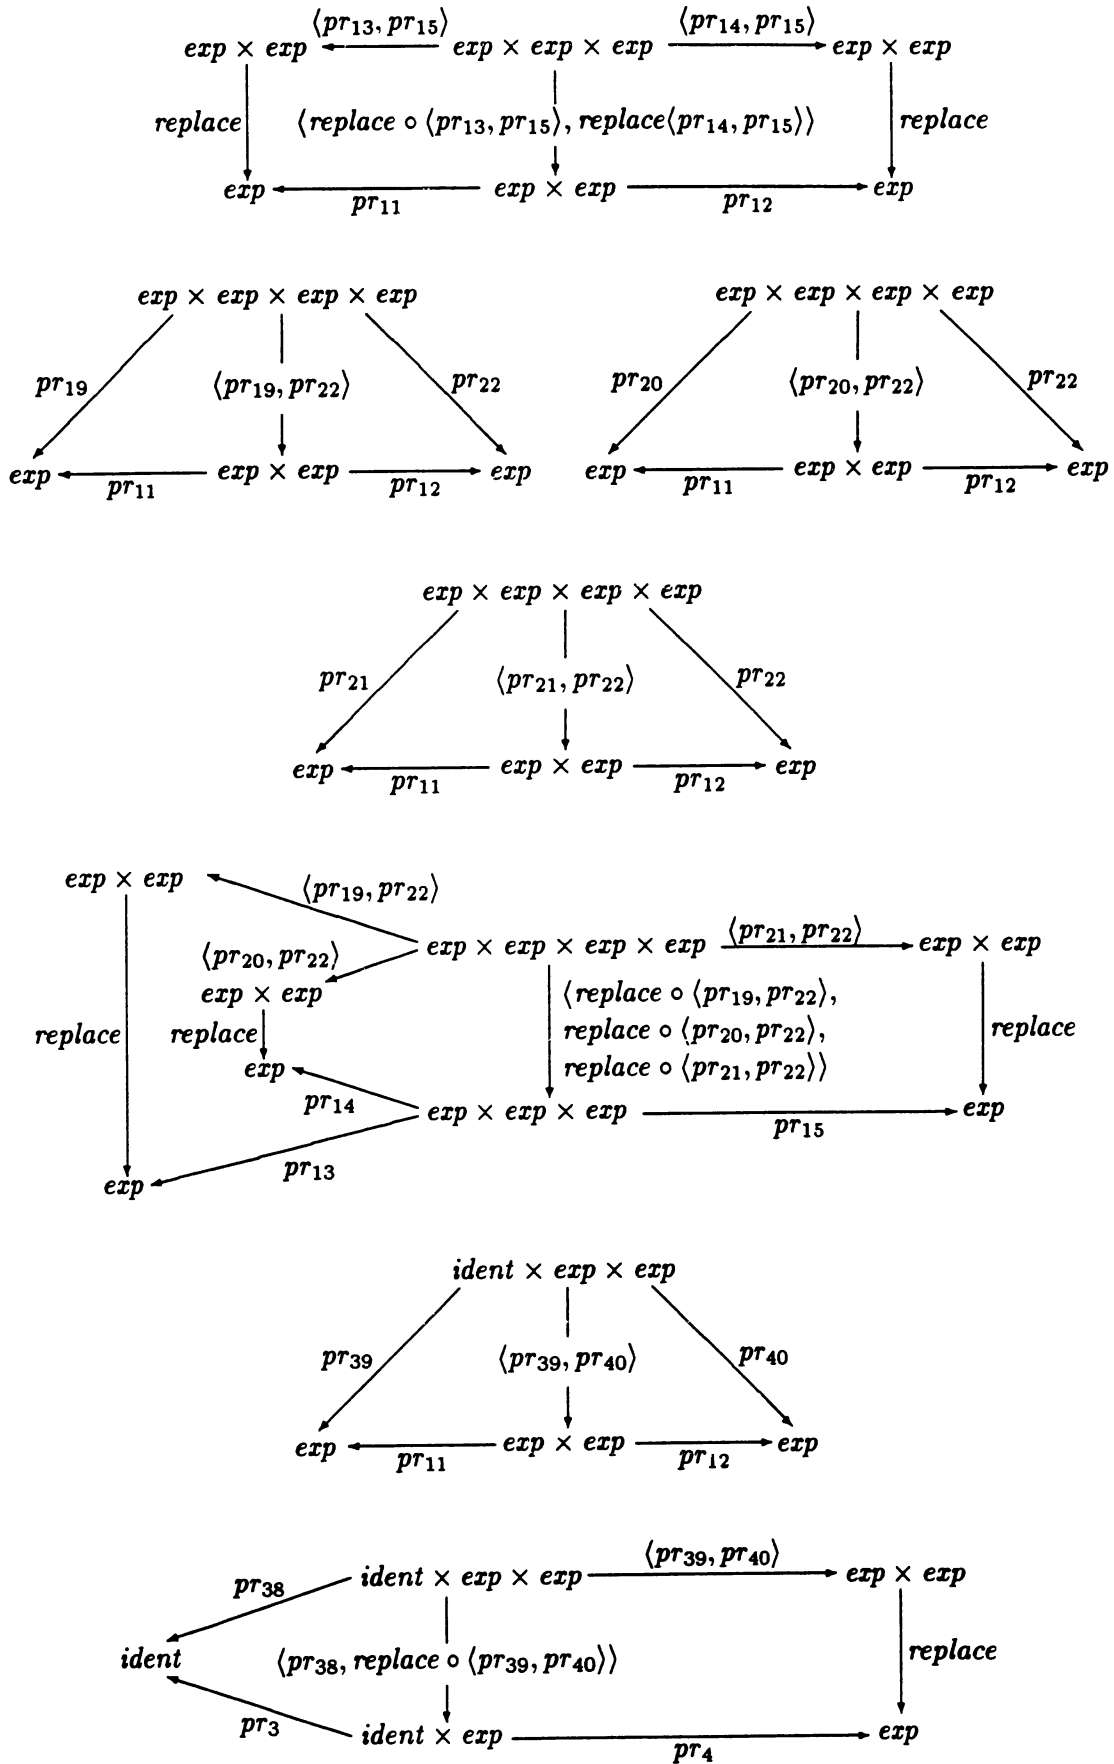 ⟨pr₁₃, pr₁₅⟩ ⟨pr₁₄, pr₁₅⟩
exp × exp exp × exp × exp exp × exp
replace ⟨replace ∘ ⟨pr₁₃, pr₁₅⟩, replace⟨pr₁₄, pr₁₅⟩⟩ replace
exp exp × exp exp
pr₁₁ pr₁₂
exp × exp × exp × exp exp × exp × exp × exp
pr₁₉ ⟨pr₁₉, pr₂₂⟩ pr₂₂ pr₂₀ ⟨pr₂₀, pr₂₂⟩ pr₂₂
exp exp × exp exp exp exp × exp exp
pr₁₁ pr₁₂ pr₁₁ pr₁₂
exp × exp × exp × exp
pr₂₁ ⟨pr₂₁, pr₂₂⟩ pr₂₂
exp exp × exp exp
pr₁₁ pr₁₂
exp × exp ⟨pr₁₉, pr₂₂⟩
⟨pr₂₁, pr₂₂⟩
exp × exp × exp × exp exp × exp
⟨pr₂₀, pr₂₂⟩
exp × exp ⟨replace ∘ ⟨pr₁₉, pr₂₂⟩,
replace replace replace ∘ ⟨pr₂₀, pr₂₂⟩, replace
exp replace ∘ ⟨pr₂₁, pr₂₂⟩⟩
pr₁₄ exp × exp × exp exp
pr₁₅
pr₁₃
exp
ident × exp × exp
pr₃₉ ⟨pr₃₉, pr₄₀⟩ pr₄₀
exp exp × exp exp
pr₁₁ pr₁₂
⟨pr₃₉, pr₄₀⟩
pr₃₈ ident × exp × exp exp × exp
ident ⟨pr₃₈, replace ∘ ⟨pr₃₉, pr₄₀⟩⟩ replace
pr₃ ident × exp exp
pr₄